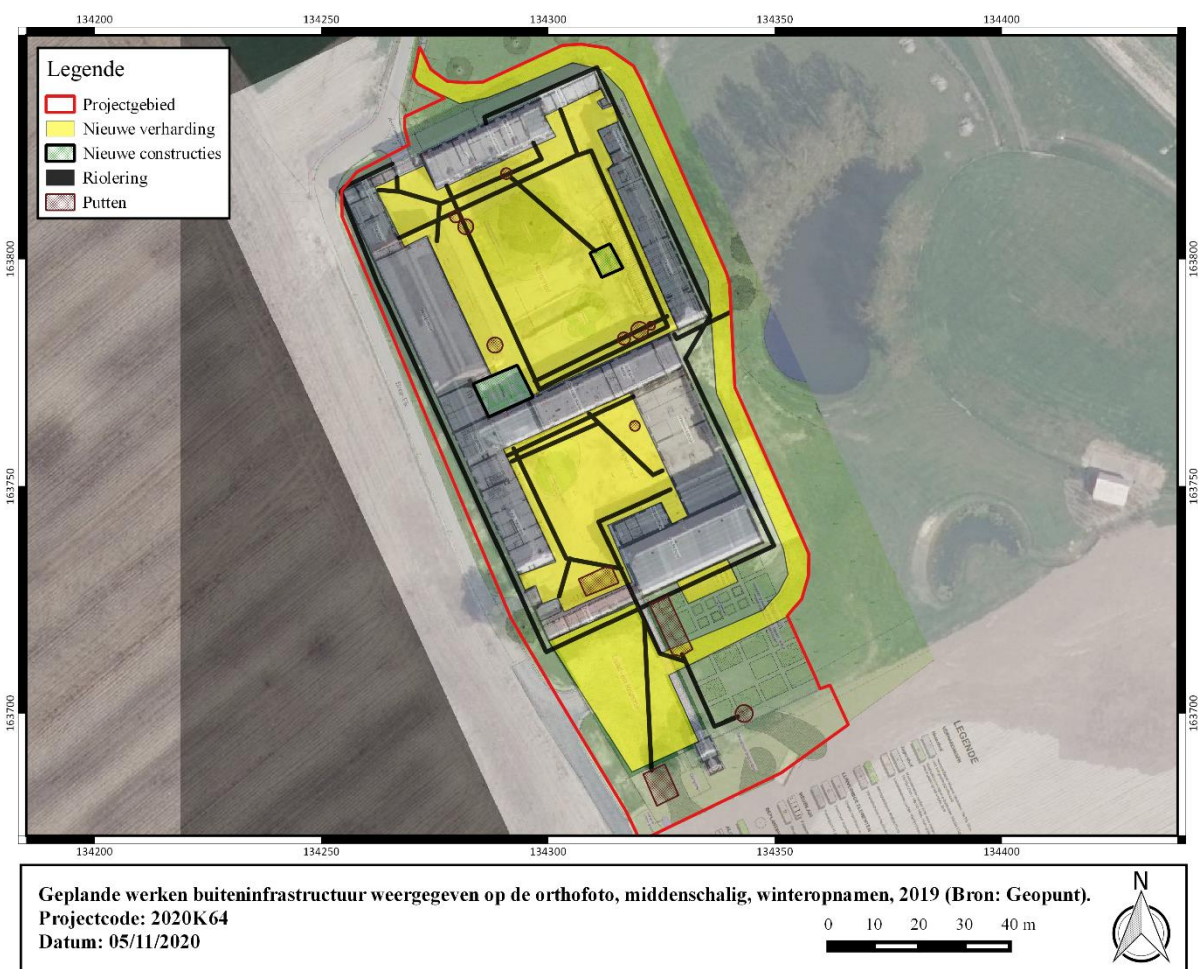 134200 134250 134300 134350 134400
Legende
Projectgebied
Nieuwe verharding
Nieuwe constructies
Riolering
Putten
163800 163800
163750 163750
163700 163700
LEGENDE
134200 134250 134300 134350 134400
Geplande werken buiteninfrastructuur weergegeven op de orthofoto, middenschalig, winteropnamen, 2019 (Bron: Geopunt).
Projectcode: 2020K64
Datum: 05/11/2020
0 10 20 30 40 m
N